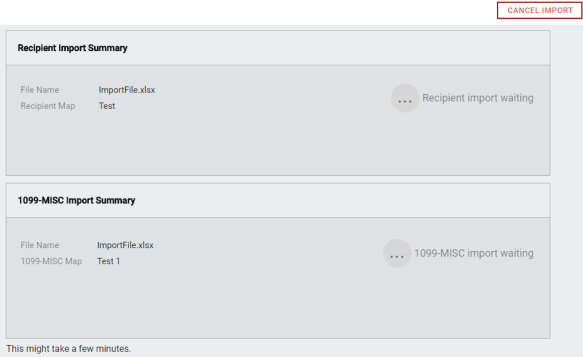 CANCEL IMPORT
Recipient Import Summary
File Name ImportFile.xlsx
Recipient Map Test
... Recipient import waiting
1099-MISC Import Summary
File Name ImportFile.xlsx
1099-MISC Map Test 1
... 1099-MISC import waiting
This might take a few minutes.